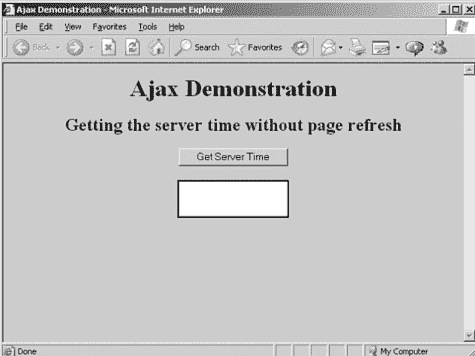 Ajax Demonstration - Microsoft Internet Explorer
File Edit View Favorites Tools Help
Back Search Favorites
Ajax Demonstration
Getting the server time without page refresh
Get Server Time
Done My Computer